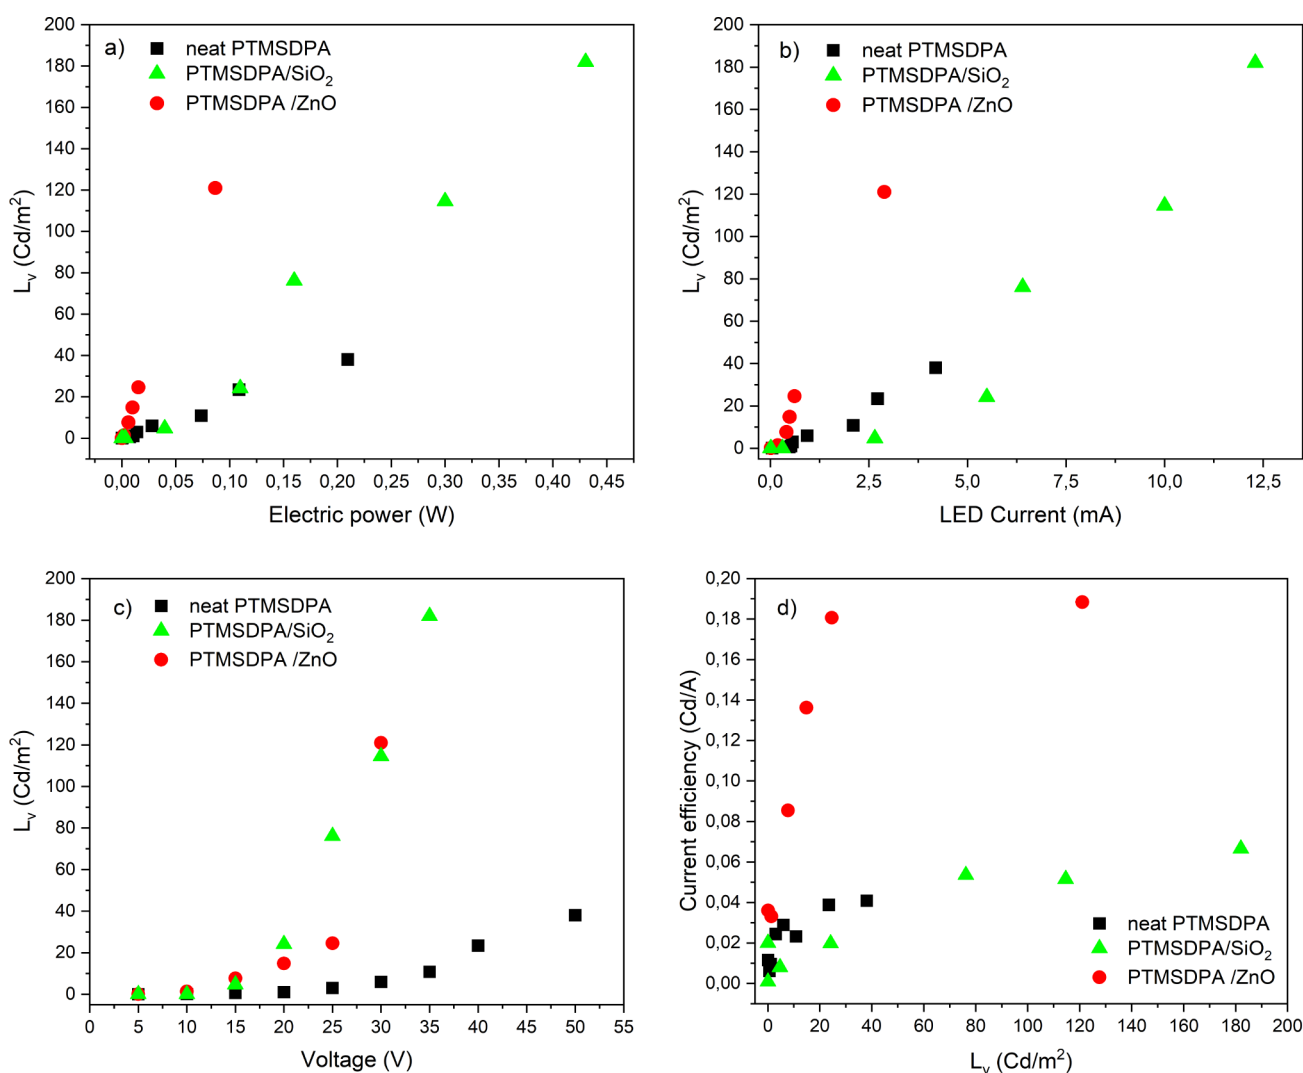 a)
neat PTMSDPA
PTMSDPA/SiO₂
PTMSDPA /ZnO
200
180
160
140
120
100
80
60
40
20
0
Lᵥ (Cd/m²)
0,00 0,05 0,10 0,15 0,20 0,25 0,30 0,35 0,40 0,45
Electric power (W)
b)
neat PTMSDPA
PTMSDPA/SiO₂
PTMSDPA /ZnO
200
180
160
140
120
100
80
60
40
20
0
Lᵥ (Cd/m²)
0,0 2,5 5,0 7,5 10,0 12,5
LED Current (mA)
c)
neat PTMSDPA
PTMSDPA/SiO₂
PTMSDPA /ZnO
200
180
160
140
120
100
80
60
40
20
0
Lᵥ (Cd/m²)
0 5 10 15 20 25 30 35 40 45 50 55
Voltage (V)
d)
0,20
0,18
0,16
0,14
0,12
0,10
0,08
0,06
0,04
0,02
0,00
Current efficiency (Cd/A)
neat PTMSDPA
PTMSDPA/SiO₂
PTMSDPA /ZnO
0 20 40 60 80 100 120 140 160 180 200
Lᵥ (Cd/m²)